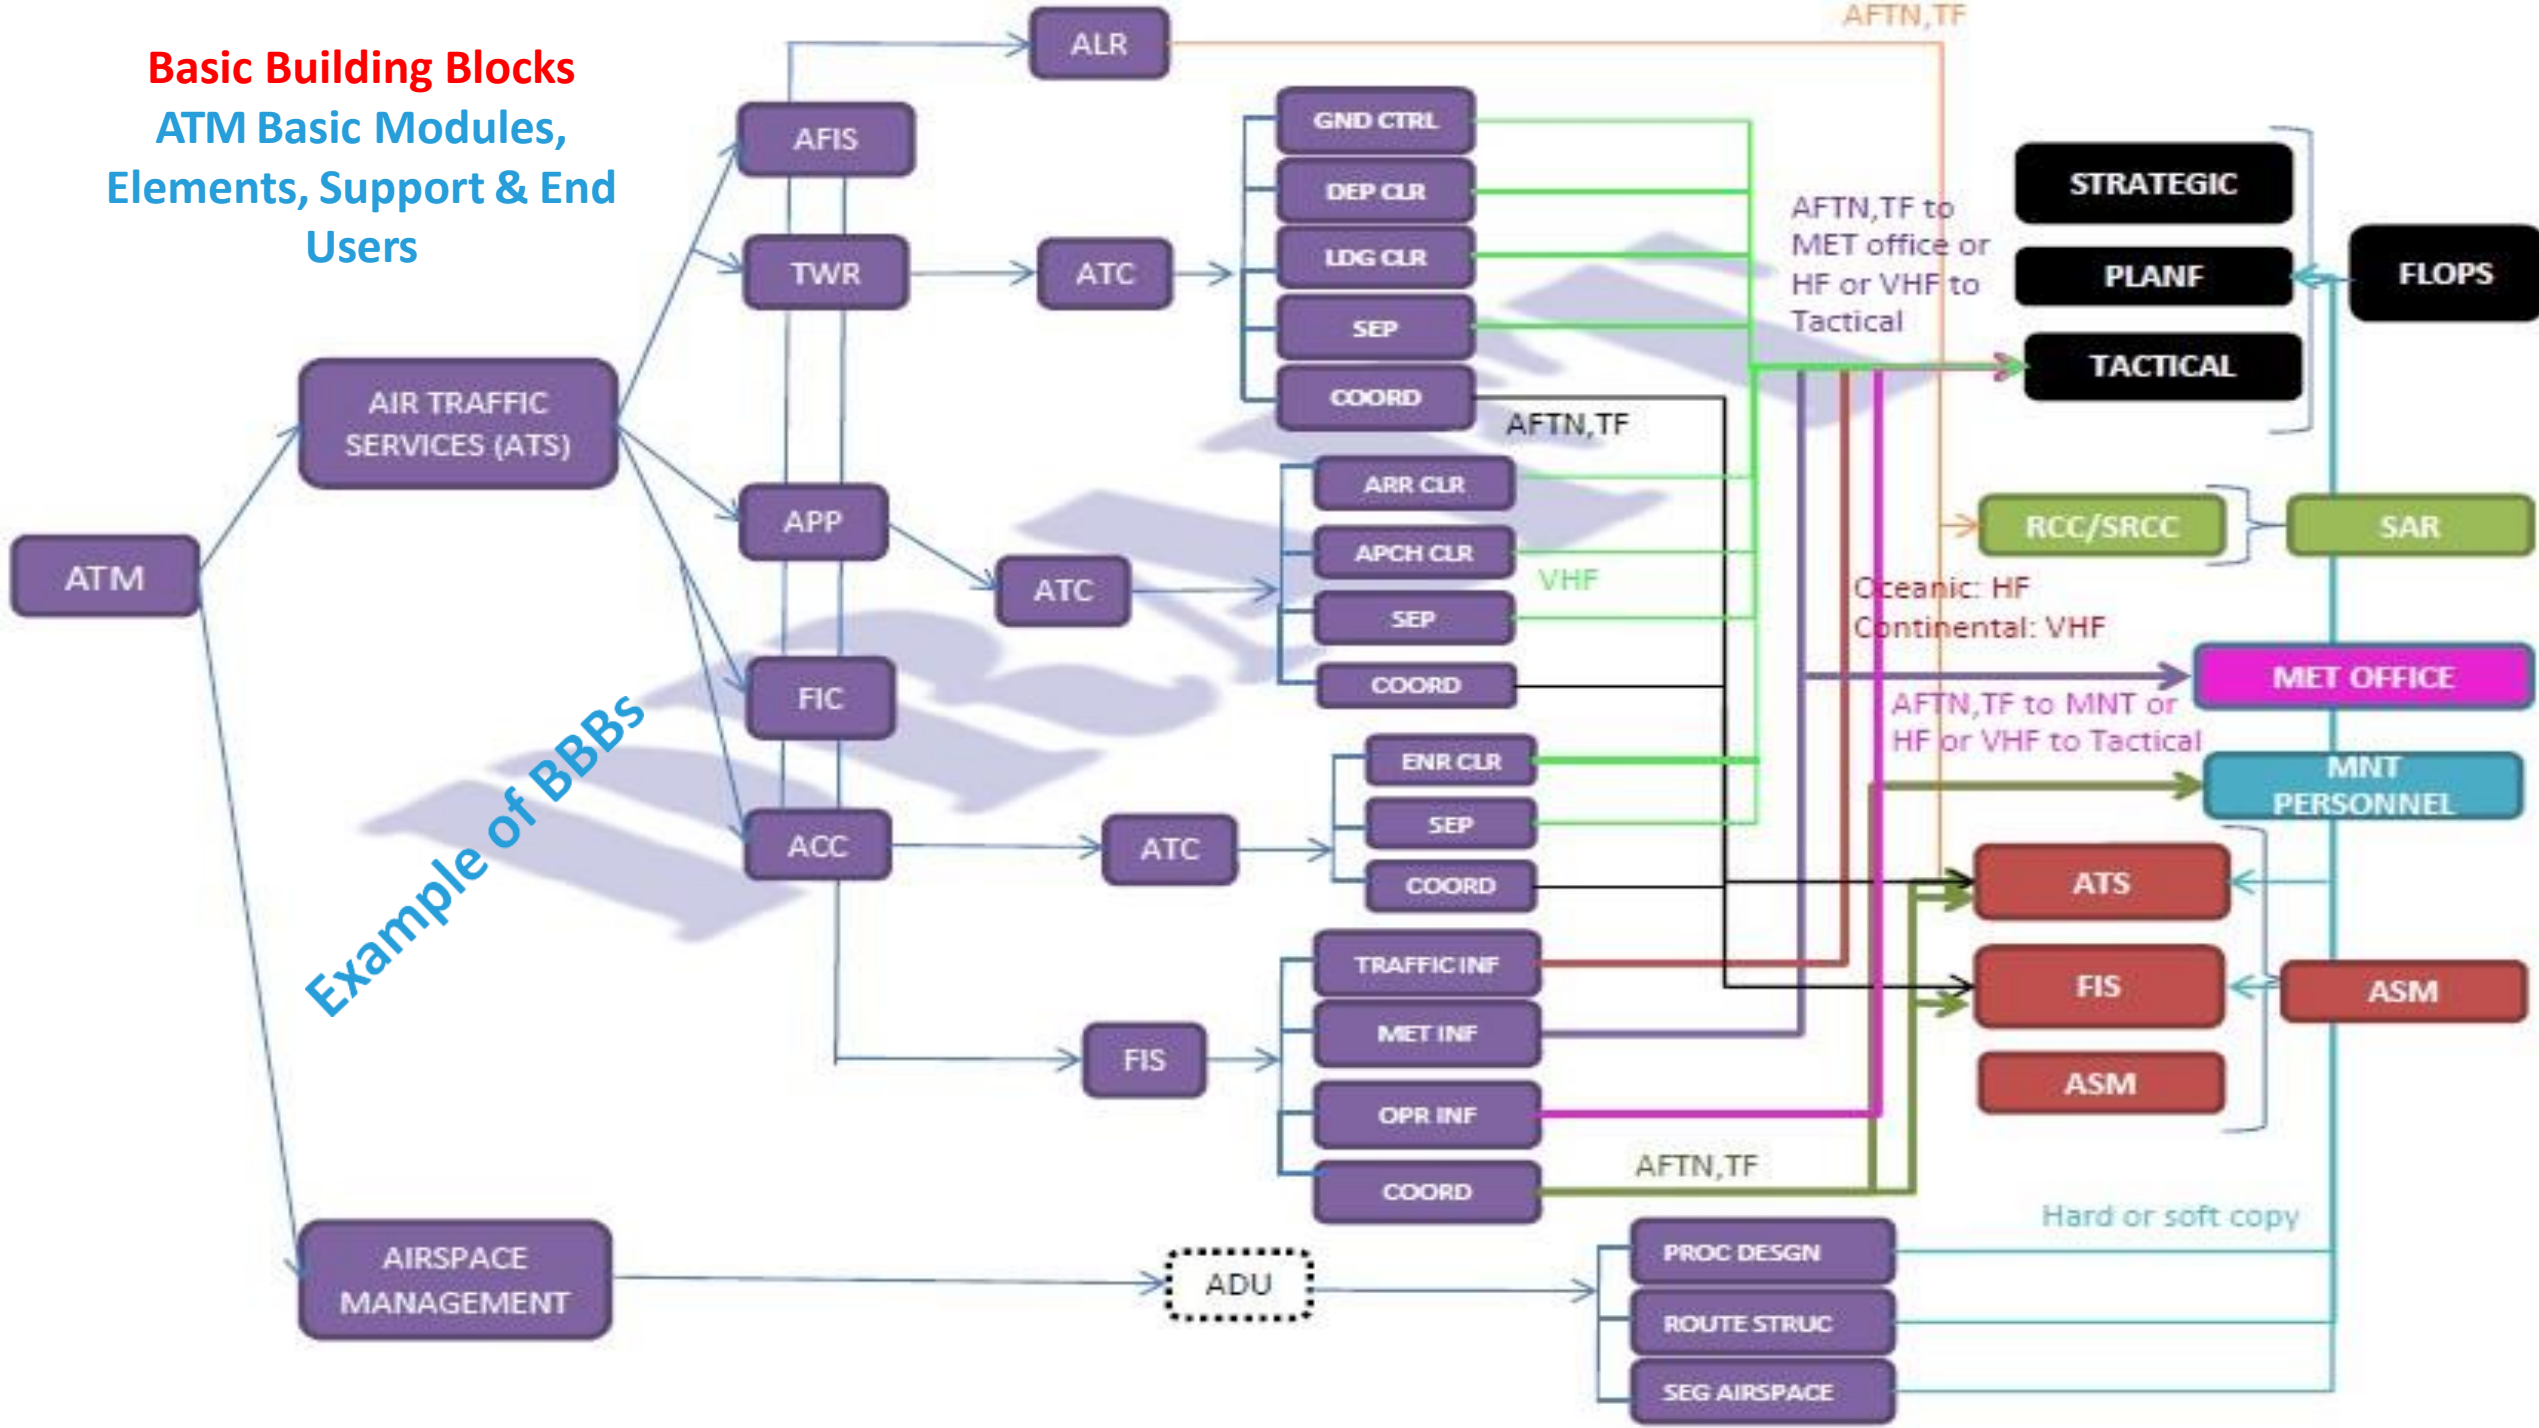 Basic Building Blocks
ATM Basic Modules,
Elements, Support & End
Users
Example of BBBs
ATM
AIR TRAFFIC
SERVICES (ATS)
AIRSPACE
MANAGEMENT
ALR
AFIS
TWR
APP
FIC
ACC
ATC
ATC
ATC
FIS
ADU
GND CTRL
DEP CLR
LDG CLR
SEP
COORD
ARR CLR
APCH CLR
SEP
COORD
ENR CLR
SEP
COORD
TRAFFIC INF
MET INF
OPR INF
COORD
PROC DESGN
ROUTE STRUC
SEG AIRSPACE
AFTN,TF
AFTN,TF to
MET office or
HF or VHF to
Tactical
AFTN,TF
VHF
Oceanic: HF
Continental: VHF
AFTN,TF to MNT or
HF or VHF to Tactical
AFTN,TF
Hard or soft copy
STRATEGIC
PLANF
TACTICAL
FLOPS
RCC/SRCC
SAR
MET OFFICE
MNT
PERSONNEL
ATS
FIS
ASM
ASM